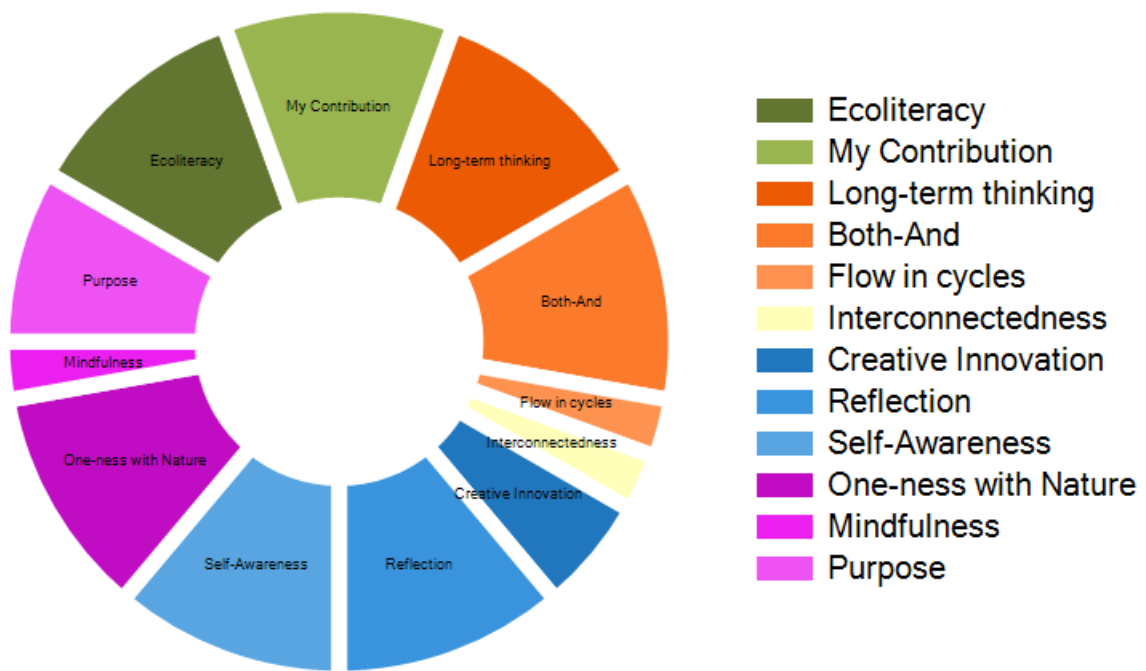 My Contribution
Ecoliteracy
Long-term thinking
Purpose
Both-And
Mindfulness
Flow in cycles
Interconnectedness
One-ness with Nature
Creative Innovation
Self-Awareness
Reflection
Ecoliteracy
My Contribution
Long-term thinking
Both-And
Flow in cycles
Interconnectedness
Creative Innovation
Reflection
Self-Awareness
One-ness with Nature
Mindfulness
Purpose